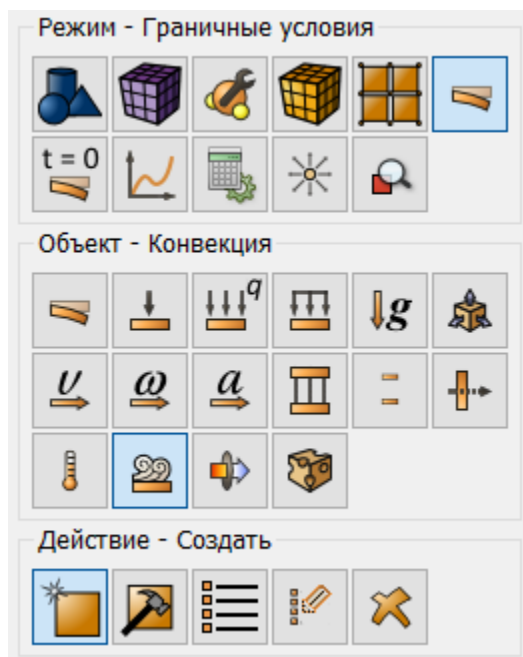 Режим - Граничные условия
t = 0
Объект - Конвекция
q
g
υ
ω
a
Действие - Создать